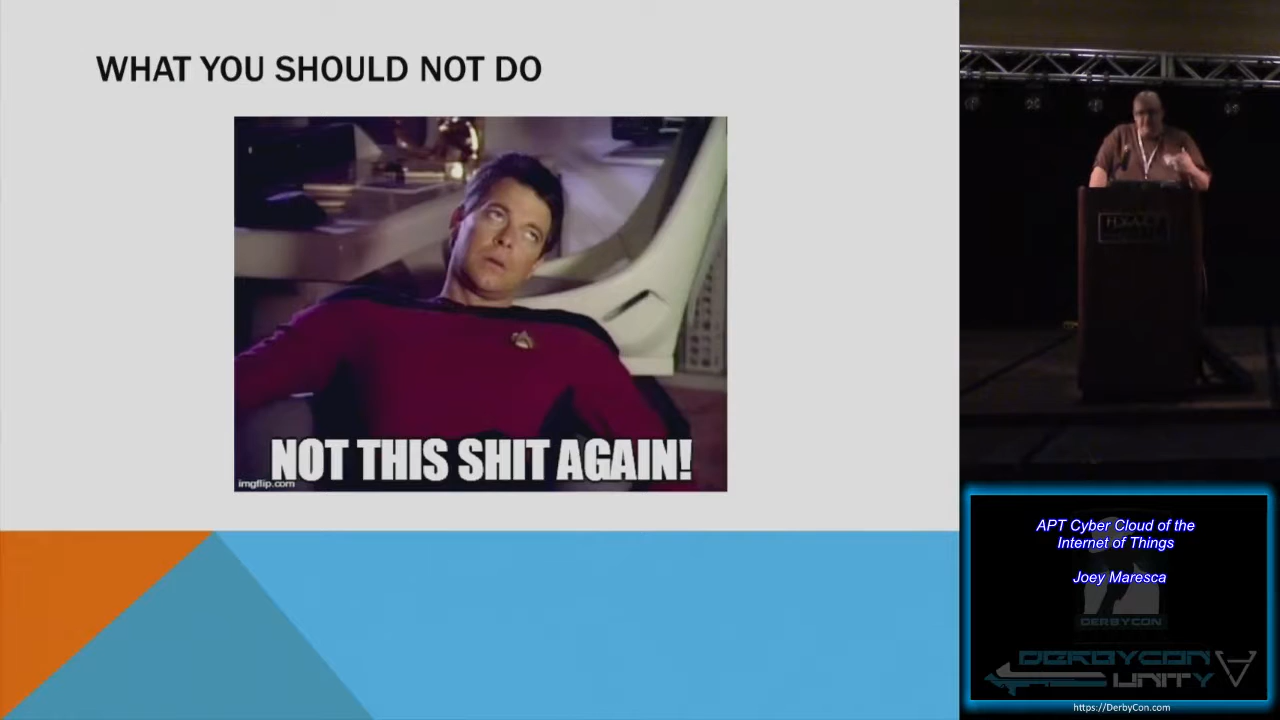 WHAT YOU SHOULD NOT DO
NOT THIS SHIT AGAIN!
imgflip.com
APT Cyber Cloud of the
Internet of Things
Joey Maresca
DERBYCON
DERBYCON
UNITY
https://DerbyCon.com